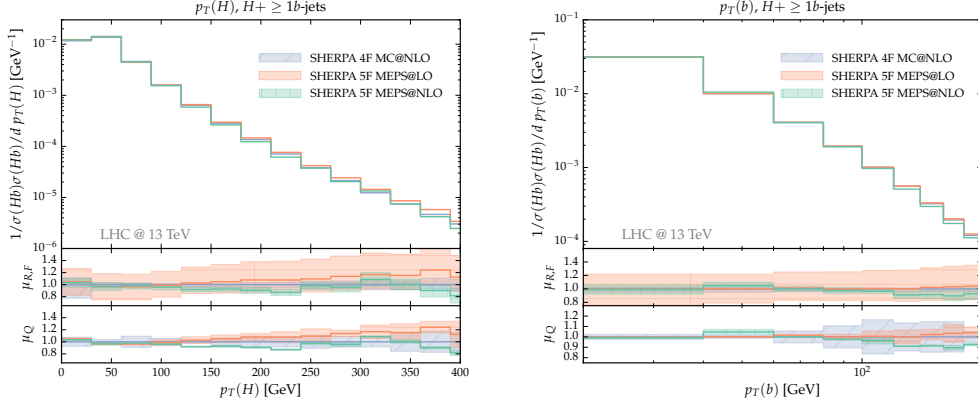 p_T(H), H+ ≥ 1b-jets
1/σ(Hb)σ(Hb)/d p_T(H) [GeV⁻¹]
10⁻²
10⁻³
10⁻⁴
10⁻⁵
10⁻⁶
SHERPA 4F MC@NLO
SHERPA 5F MEPS@LO
SHERPA 5F MEPS@NLO
LHC @ 13 TeV
μ_{R,F}
1.4
1.2
1.0
0.8
μ_Q
1.4
1.2
1.0
0.8
0 50 100 150 200 250 300 350 400
p_T(H) [GeV]
p_T(b), H+ ≥ 1b-jets
1/σ(Hb)σ(Hb)/d p_T(b) [GeV⁻¹]
10⁻¹
10⁻²
10⁻³
10⁻⁴
SHERPA 4F MC@NLO
SHERPA 5F MEPS@LO
SHERPA 5F MEPS@NLO
LHC @ 13 TeV
μ_{R,F}
1.4
1.2
1.0
0.8
μ_Q
1.2
1.1
1.0
0.9
0.8
10²
p_T(b) [GeV]